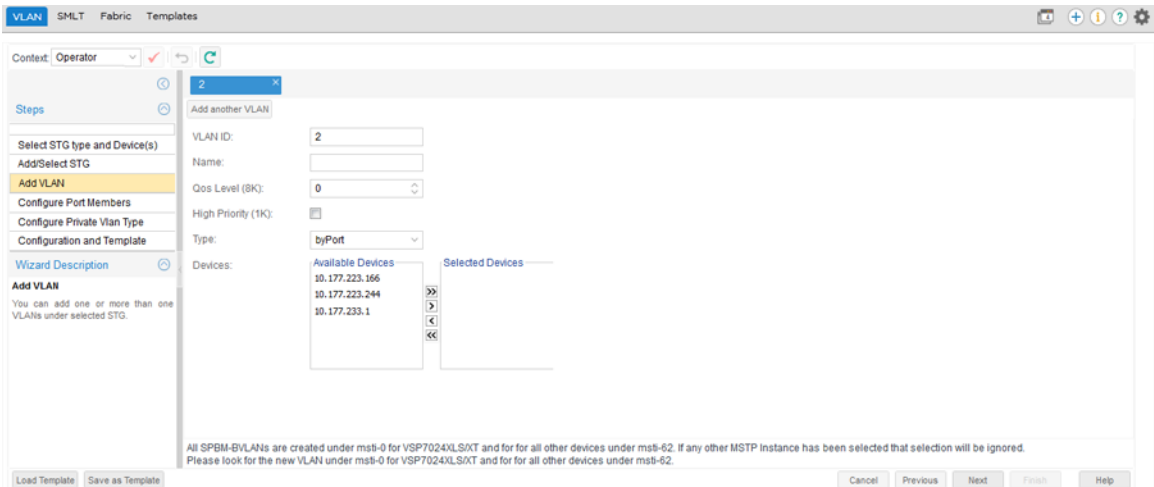 VLAN SMLT Fabric Templates
Context: Operator
Steps
Select STG type and Device(s)
Add/Select STG
Add VLAN
Configure Port Members
Configure Private Vlan Type
Configuration and Template
Wizard Description
Add VLAN
You can add one or more than one
VLANs under selected STG.
2
Add another VLAN
VLAN ID: 2
Name:
Qos Level (8K): 0
High Priority (1K):
Type: byPort
Devices:
Available Devices
10.177.223.166
10.177.223.244
10.177.233.1
Selected Devices
All SPBM-BVLANs are created under msti-0 for VSP7024XLS/XT and for for all other devices under msti-62. If any other MSTP Instance has been selected that selection will be ignored.
Please look for the new VLAN under msti-0 for VSP7024XLS/XT and for for all other devices under msti-62.
Load Template Save as Template Cancel Previous Next Finish Help